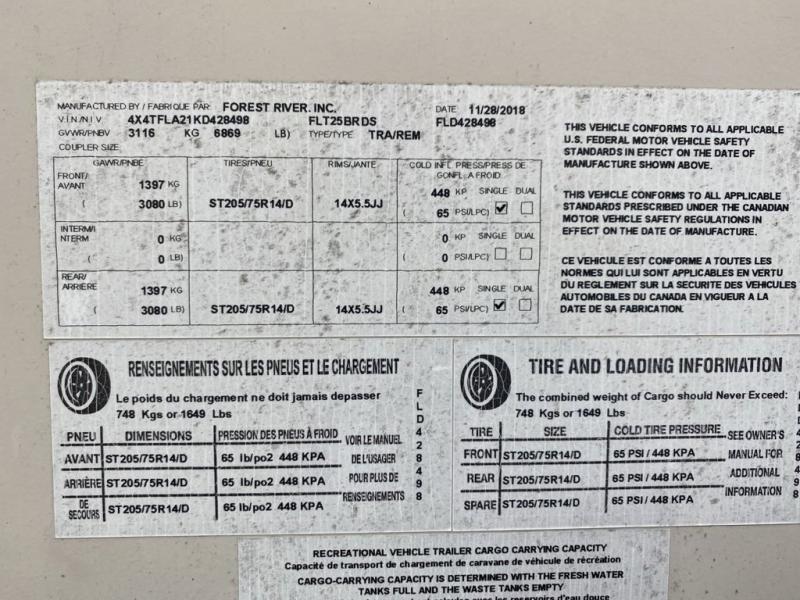 MANUFACTURED BY / FABRIQUE PAR: FOREST RIVER, INC. DATE 11/28/2018
V.I.N./N.I.V 4X4TFLA21KD428498 FLT25BRDS FLD428498
GVWR/PNBV 3116 KG 6869 LB) TYPE/TYPE TRA/REM
COUPLER SIZE
GAWR/PNBE TIRES/PNEU RIMS/JANTE COLD INFL. PRESS/PRESS DE GONFL. A FROID
FRONT/ AVANT 1397 KG 448 KP SINGLE DUAL
( 3080 LB) ST205/75R14/D 14X5.5JJ ( 65 PSI/LPC)
INTERM/I NTERM 0 KG 0 KP SINGLE DUAL
( 0 LB) ( 0 PSI/LPC)
REAR/ ARRIERE 1397 KG 448 KP SINGLE DUAL
( 3080 LB) ST205/75R14/D 14X5.5JJ ( 65 PSI/LPC)
THIS VEHICLE CONFORMS TO ALL APPLICABLE
U.S. FEDERAL MOTOR VEHICLE SAFETY
STANDARDS IN EFFECT ON THE DATE OF
MANUFACTURE SHOWN ABOVE.
THIS VEHICLE CONFORMS TO ALL APPLICABLE
STANDARDS PRESCRIBED UNDER THE CANADIAN
MOTOR VEHICLE SAFETY REGULATIONS IN
EFFECT ON THE DATE OF MANUFACTURE.
CE VEHICULE EST CONFORME A TOUTES LES
NORMES QUI LUI SONT APPLICABLES EN VERTU
DU REGLEMENT SUR LA SECURITE DES VEHICULES
AUTOMOBILES DU CANADA EN VIGUEUR A LA
DATE DE SA FABRICATION.
RENSEIGNEMENTS SUR LES PNEUS ET LE CHARGEMENT
Le poids du chargement ne doit jamais depasser
748 Kgs or 1649 Lbs
PNEU DIMENSIONS PRESSION DES PNEUS À FROID
AVANT ST205/75R14/D 65 lb/po2 448 KPA
ARRIÈRE ST205/75R14/D 65 lb/po2 448 KPA
DE SECOURS ST205/75R14/D 65 lb/po2 448 KPA
VOIR LE MANUEL
DE L'USAGER
POUR PLUS DE
RENSEIGNEMENTS
FLD428498
TIRE AND LOADING INFORMATION
The combined weight of Cargo should Never Exceed:
748 Kgs or 1649 Lbs
TIRE SIZE COLD TIRE PRESSURE
FRONT ST205/75R14/D 65 PSI / 448 KPA
REAR ST205/75R14/D 65 PSI / 448 KPA
SPARE ST205/75R14/D 65 PSI / 448 KPA
SEE OWNER'S
MANUAL FOR
ADDITIONAL
INFORMATION
RECREATIONAL VEHICLE TRAILER CARGO CARRYING CAPACITY
Capacité de transport de chargement de caravane de véhicule de récréation
CARGO-CARRYING CAPACITY IS DETERMINED WITH THE FRESH WATER
TANKS FULL AND THE WASTE TANKS EMPTY